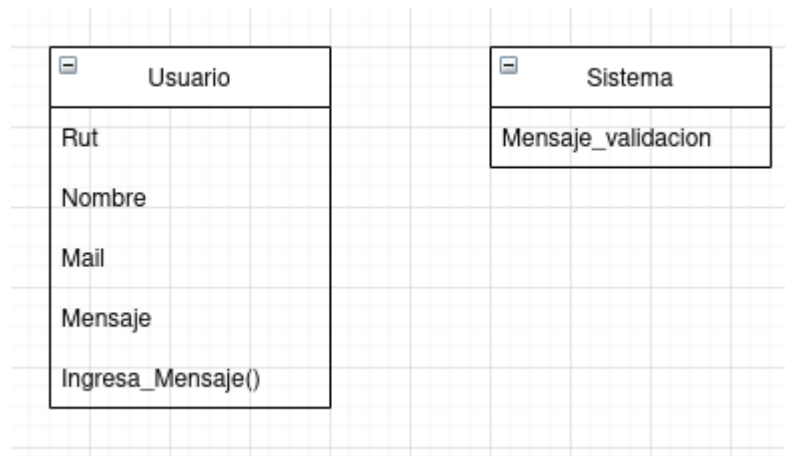 Usuario
Rut
Nombre
Mail
Mensaje
Ingresa_Mensaje()
Sistema
Mensaje_validacion